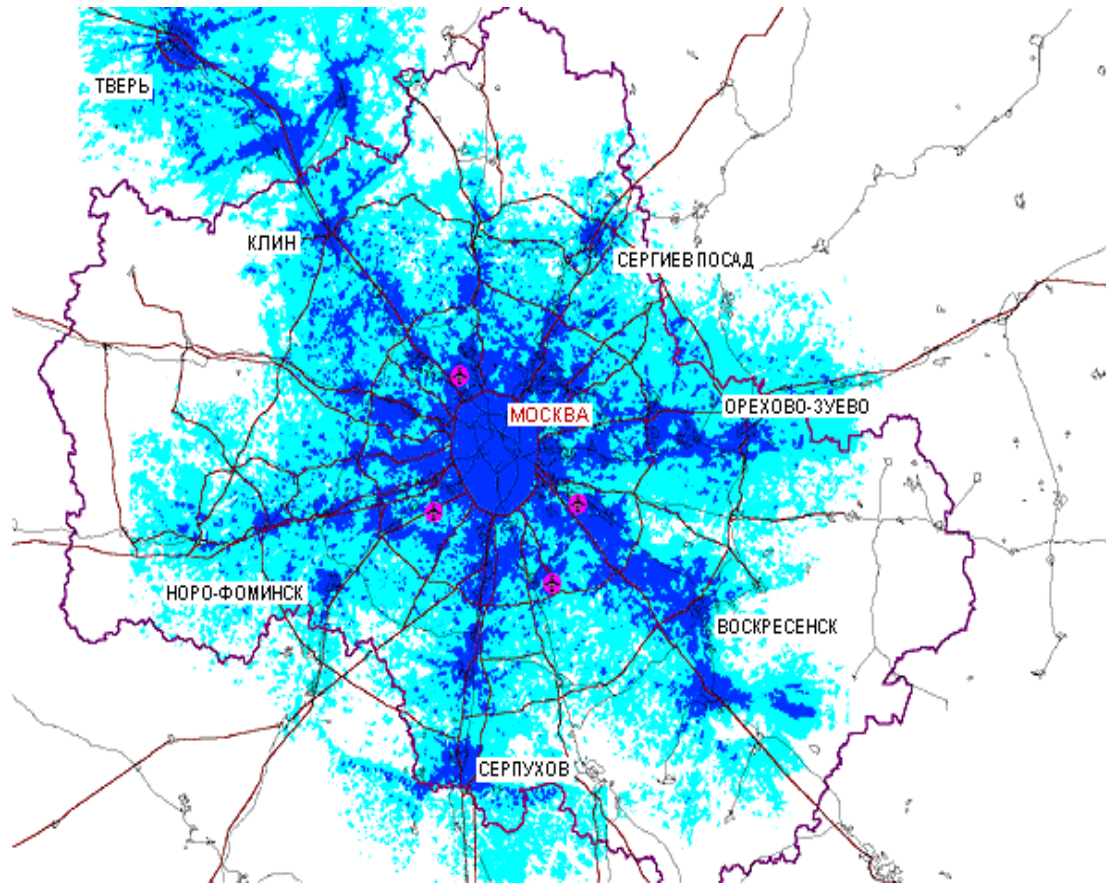 ТВЕРЬ
КЛИН
СЕРГИЕВ ПОСАД
МОСКВА
ОРЕХОВО-ЗУЕВО
НОРО-ФОМИНСК
ВОСКРЕСЕНСК
СЕРПУХОВ